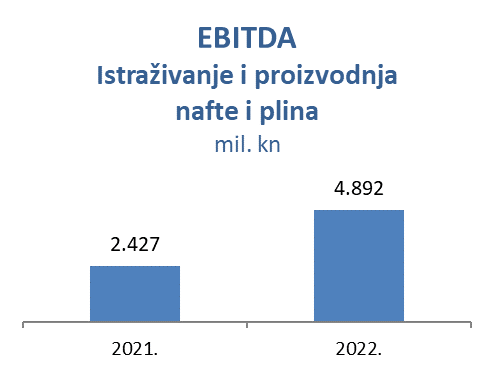 EBITDA
Istraživanje i proizvodnja
nafte i plina
mil. kn
4.892
2.427
2021.
2022.